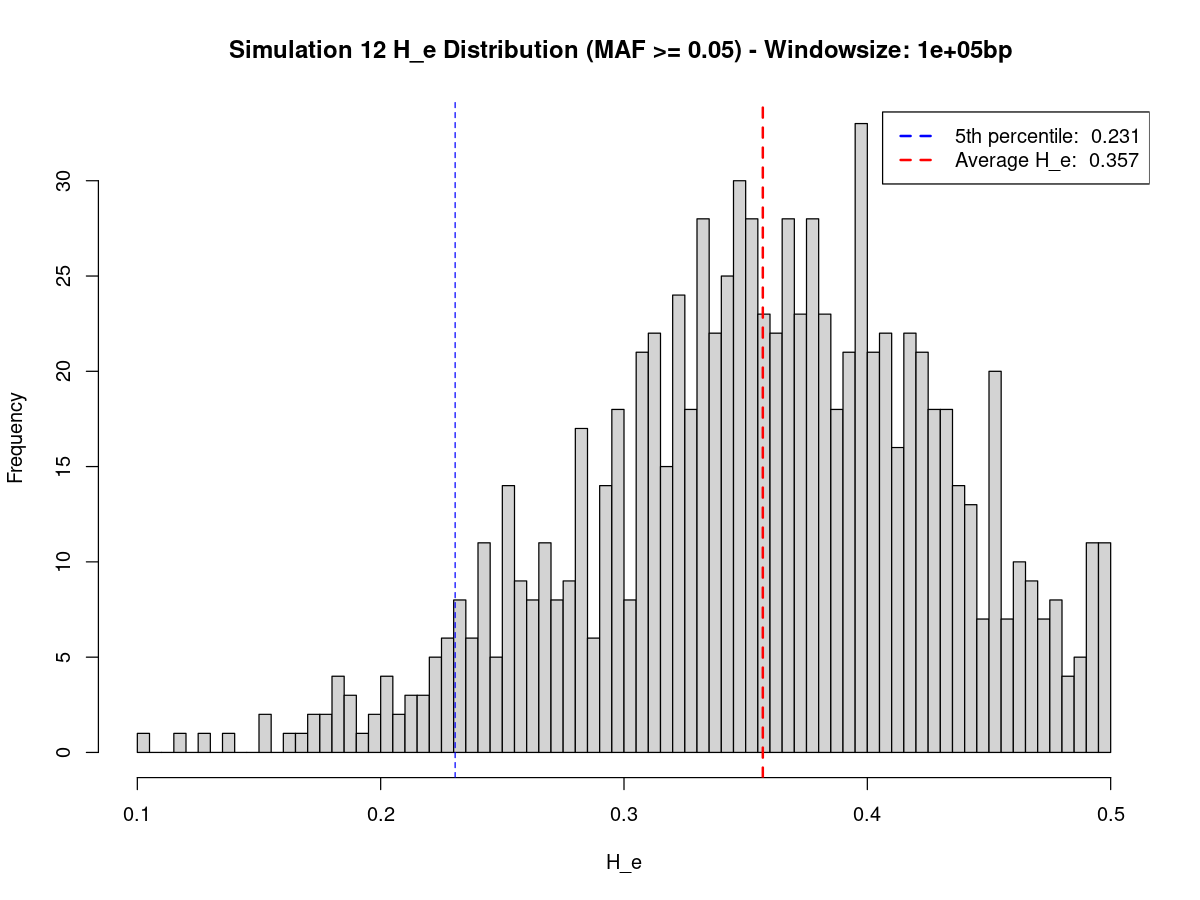 Simulation 12 H_e Distribution (MAF >= 0.05) - Windowsize: 1e+05bp
5th percentile: 0.231
Average H_e: 0.357
Frequency
30
25
20
15
10
5
0
0.1 0.2 0.3 0.4 0.5
H_e